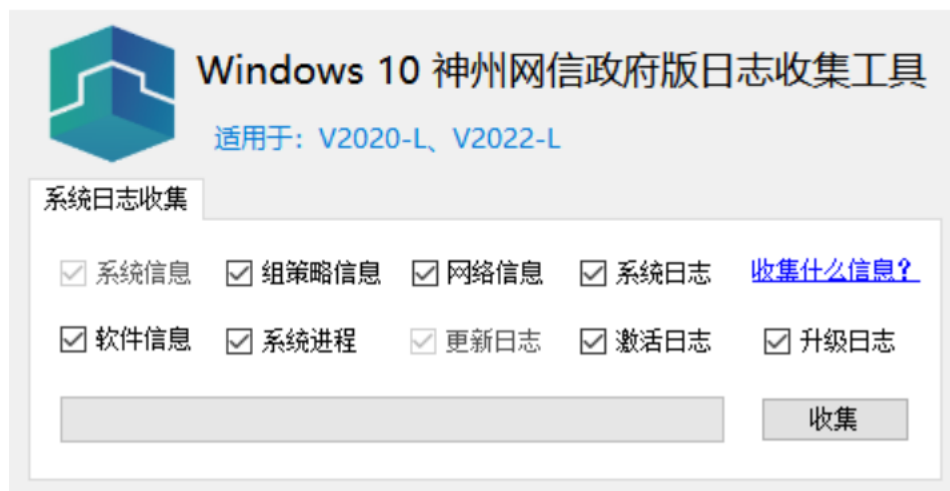 Windows 10 神州网信政府版日志收集工具
适用于：V2020-L、V2022-L
系统日志收集
系统信息 组策略信息 网络信息 系统日志 收集什么信息？
软件信息 系统进程 更新日志 激活日志 升级日志
收集